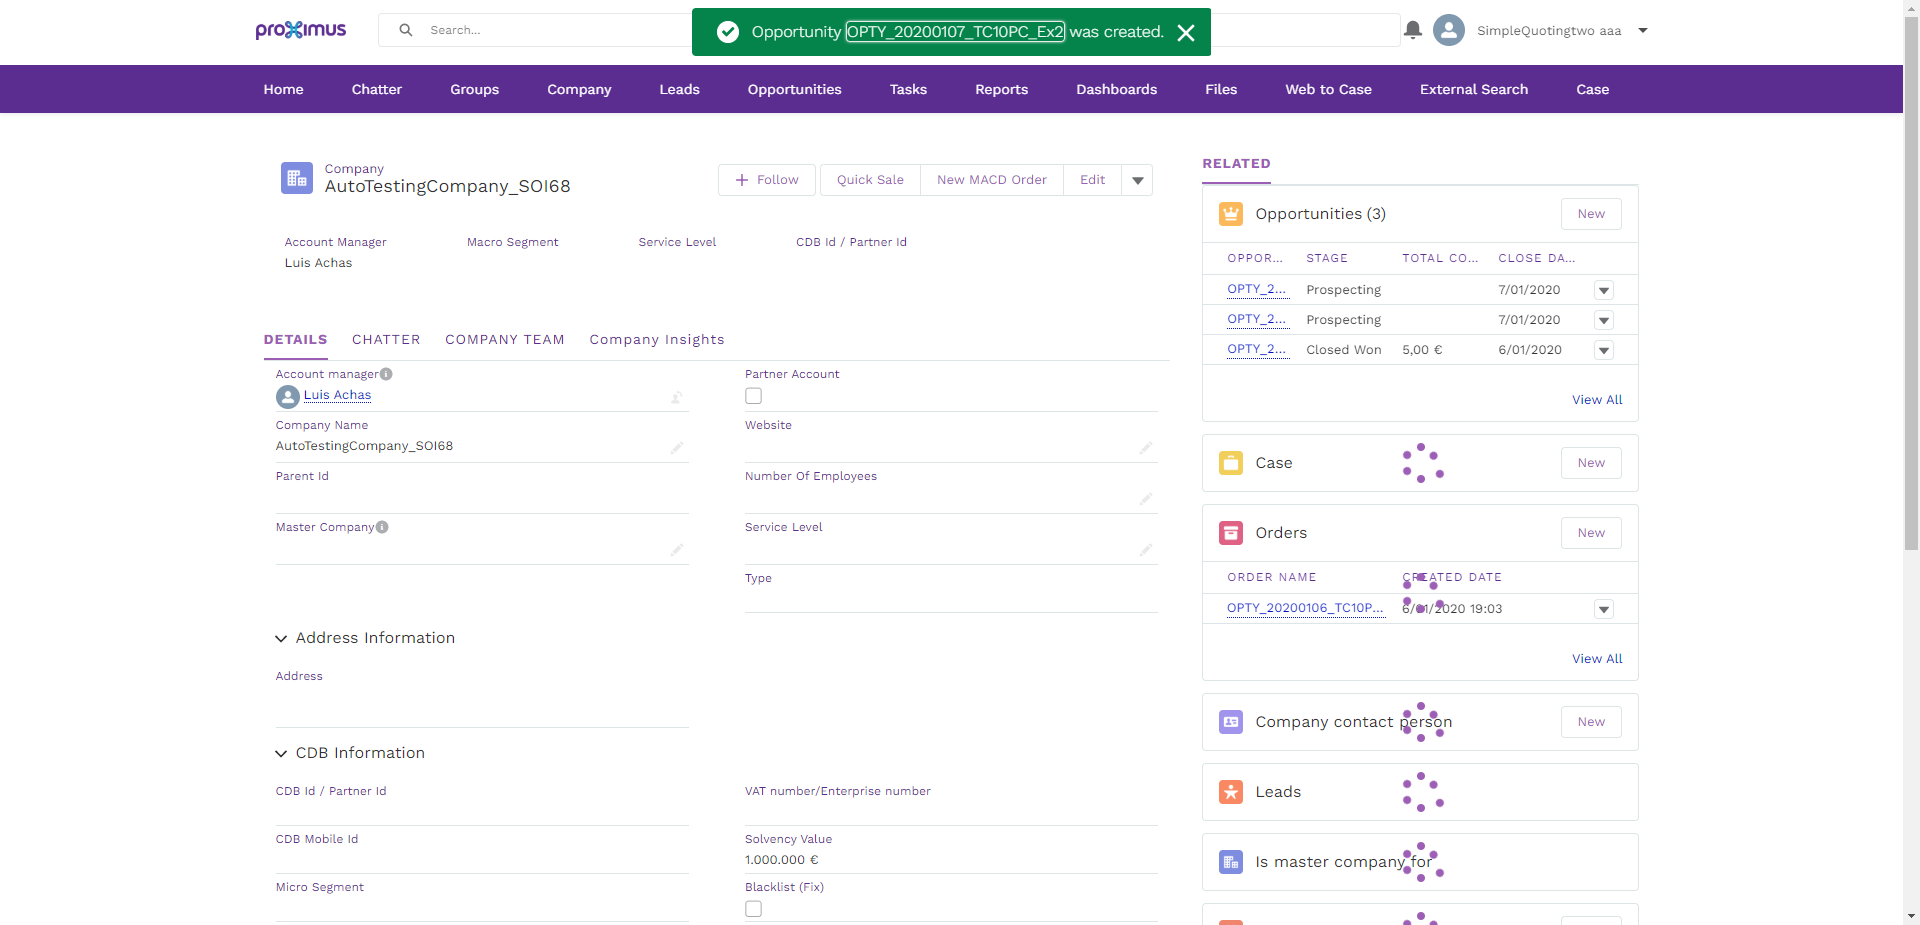 proximus
Search...
Opportunity OPTY_20200107_TC10PC_Ex2 was created.
SimpleQuotingtwo aaa
Home Chatter Groups Company Leads Opportunities Tasks Reports Dashboards Files Web to Case External Search Case
Company
AutoTestingCompany_SOI68
Follow Quick Sale New MACD Order Edit
Account Manager Macro Segment Service Level CDB Id / Partner Id
Luis Achas
DETAILS CHATTER COMPANY TEAM Company Insights
Account manager Partner Account
Luis Achas
Company Name Website
AutoTestingCompany_SOI68
Parent Id Number Of Employees
Master Company Service Level
Type
Address Information
Address
CDB Information
CDB Id / Partner Id VAT number/Enterprise number
CDB Mobile Id Solvency Value
1.000.000 €
Micro Segment Blacklist (Fix)
RELATED
Opportunities (3) New
OPPOR... STAGE TOTAL CO... CLOSE DA...
OPTY_2... Prospecting 7/01/2020
OPTY_2... Prospecting 7/01/2020
OPTY_2... Closed Won 5,00 € 6/01/2020
View All
Case New
Orders New
ORDER NAME CREATED DATE
OPTY_20200106_TC10P... 6/01/2020 19:03
View All
Company contact person New
Leads
Is master company for